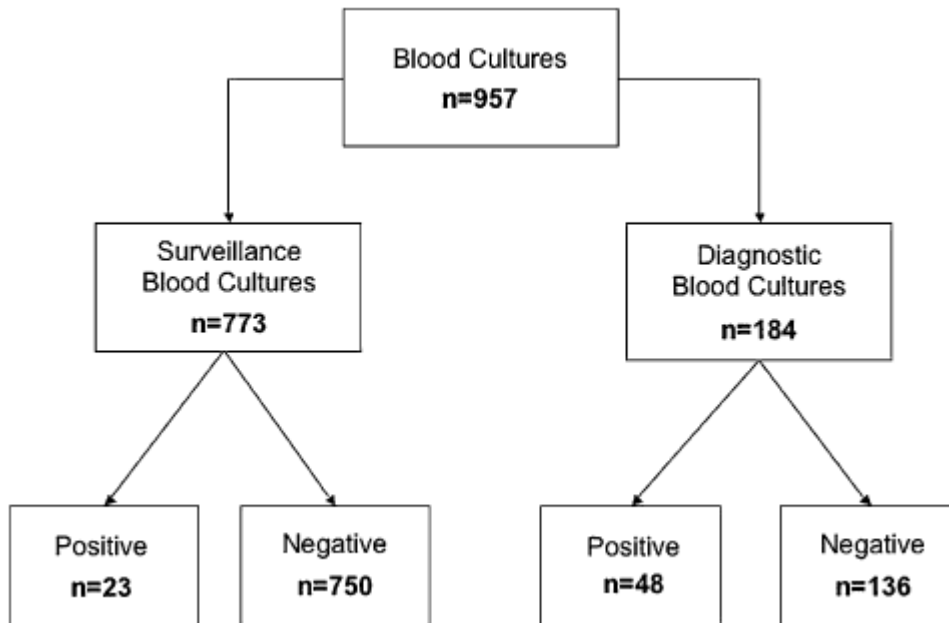 Blood Cultures
n=957
Surveillance
Blood Cultures
n=773
Diagnostic
Blood Cultures
n=184
Positive
n=23
Negative
n=750
Positive
n=48
Negative
n=136